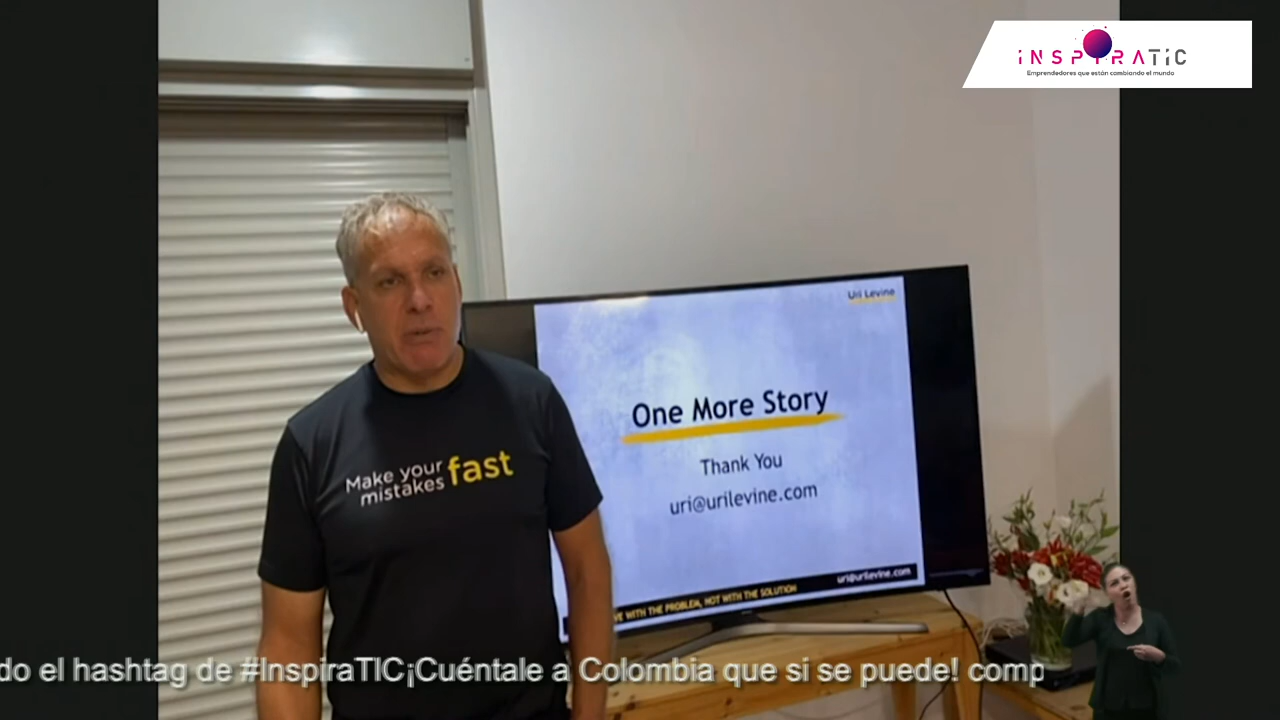 INSPIRATIC
Emprendedores que están cambiando el mundo
Uri Levine
One More Story
Thank You
uri@urilevine.com
Make your
mistakes fast
VE WITH THE PROBLEM, NOT WITH THE SOLUTION
uri@urilevine.com
do el hashtag de #InspiraTIC¡Cuéntale a Colombia que si se puede! comp